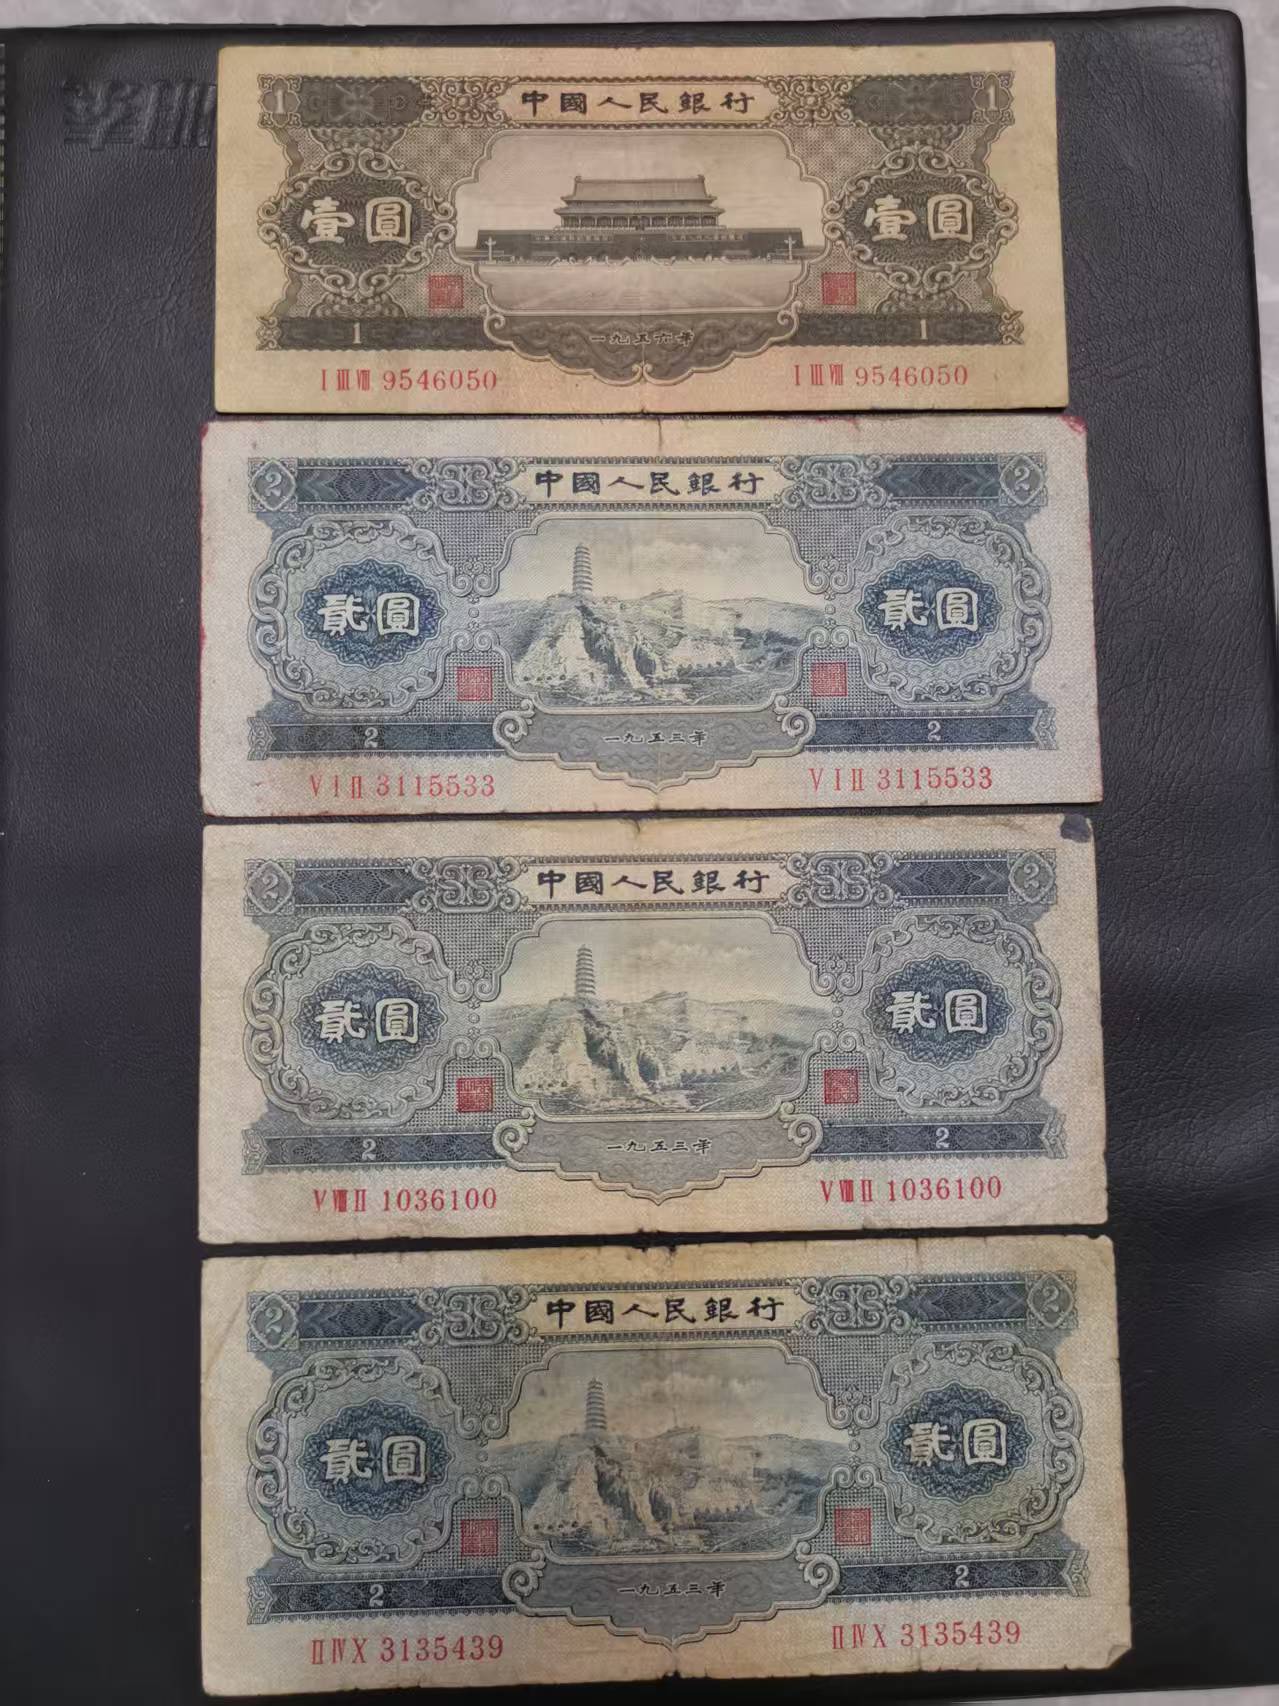 1 中國人民銀行 1
壹圓 壹圓
1 一九五六年 1
I III VIII 9546050 I III VIII 9546050
2 中國人民銀行 2
貳圓 貳圓
2 一九五三年 2
V I II 3115533 V I II 3115533
2 中國人民銀行 2
貳圓 貳圓
2 一九五三年 2
V VIII II 1036100 V VIII II 1036100
2 中國人民銀行 2
貳圓 貳圓
2 一九五三年 2
II IV X 3135439 II IV X 3135439